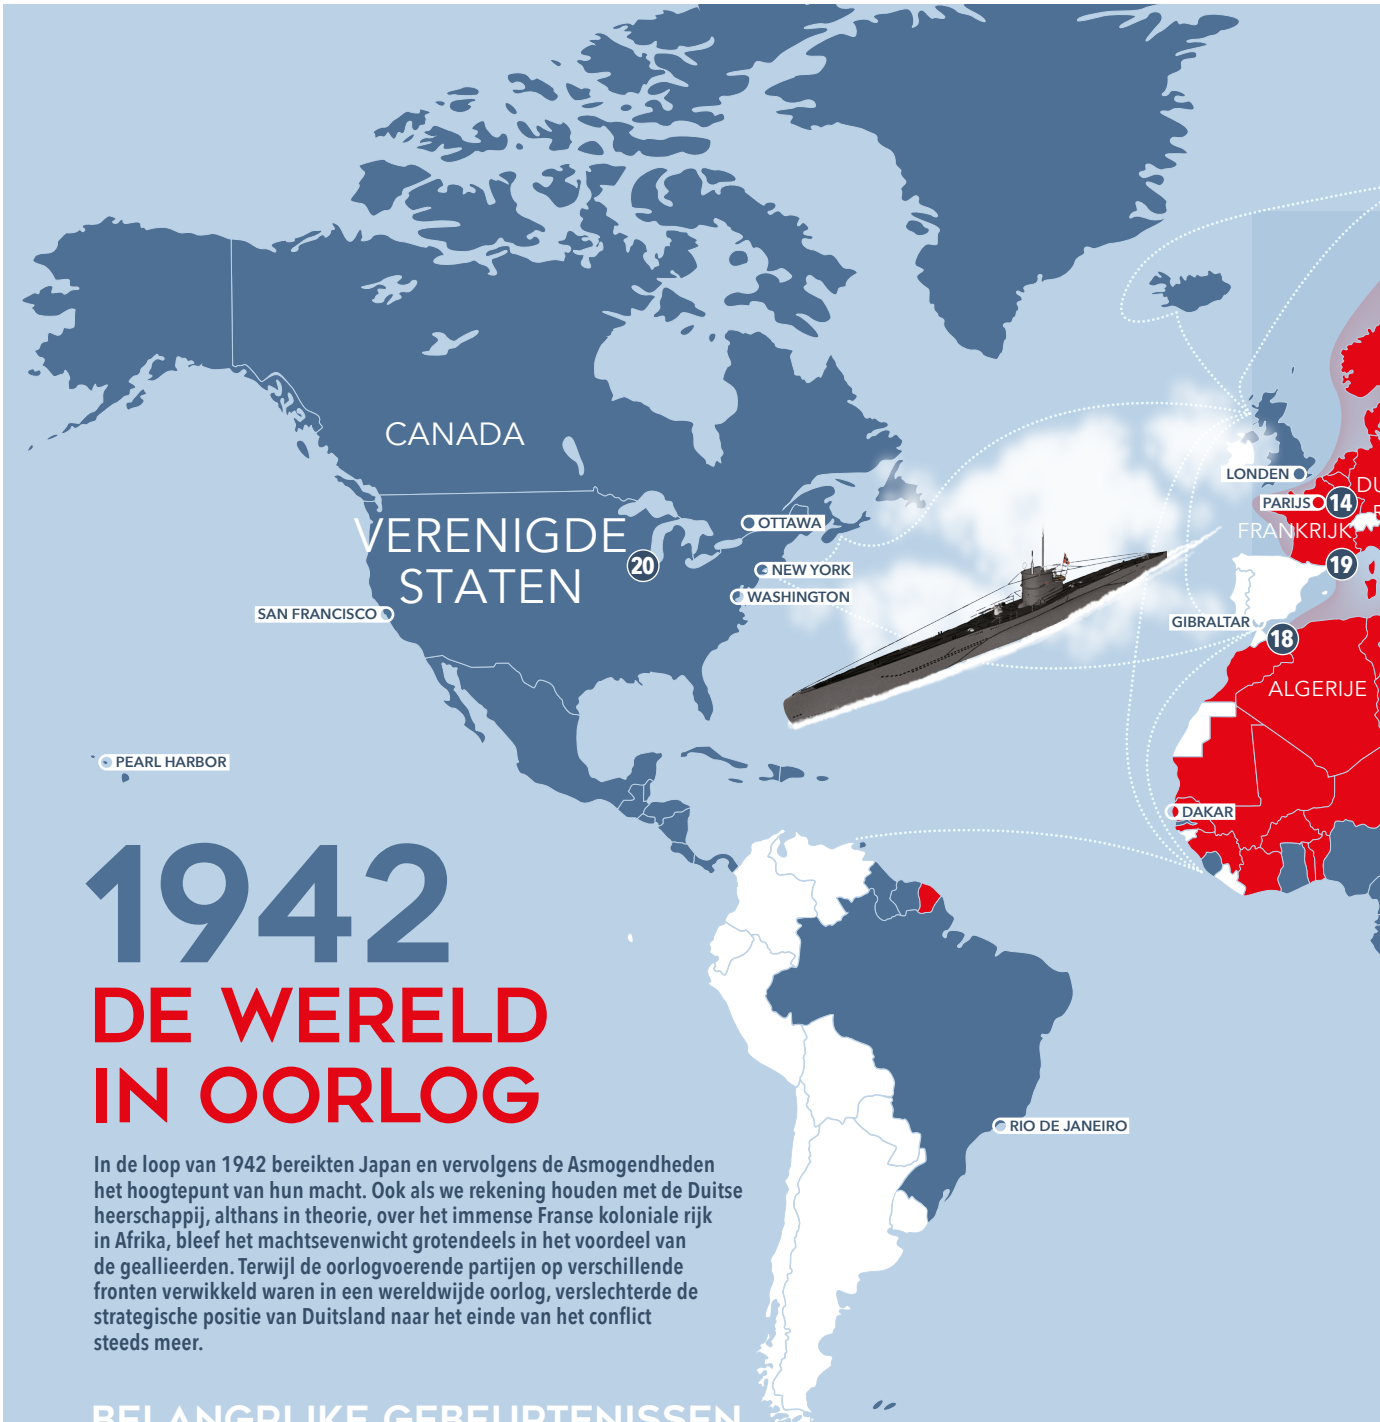 CANADA
VERENIGDE
STATEN
20
OTTAWA
NEW YORK
WASHINGTON
SAN FRANCISCO
PEARL HARBOR
LONDEN
PARIJS
14
DU
FRANKRIJK
19
GIBRALTAR
18
ALGERIJE
DAKAR
RIO DE JANEIRO
1942
DE WERELD
IN OORLOG
In de loop van 1942 bereikten Japan en vervolgens de Asmogendheden
het hoogtepunt van hun macht. Ook als we rekening houden met de Duitse
heerschappij, althans in theorie, over het immense Franse koloniale rijk
in Afrika, bleef het machtsevenwicht grotendeels in het voordeel van
de geallieerden. Terwijl de oorlogvoerende partijen op verschillende
fronten verwikkeld waren in een wereldwijde oorlog, verslechterde de
strategische positie van Duitsland naar het einde van het conflict
steeds meer.
BELANGRIJKE GEBEURTENISSEN